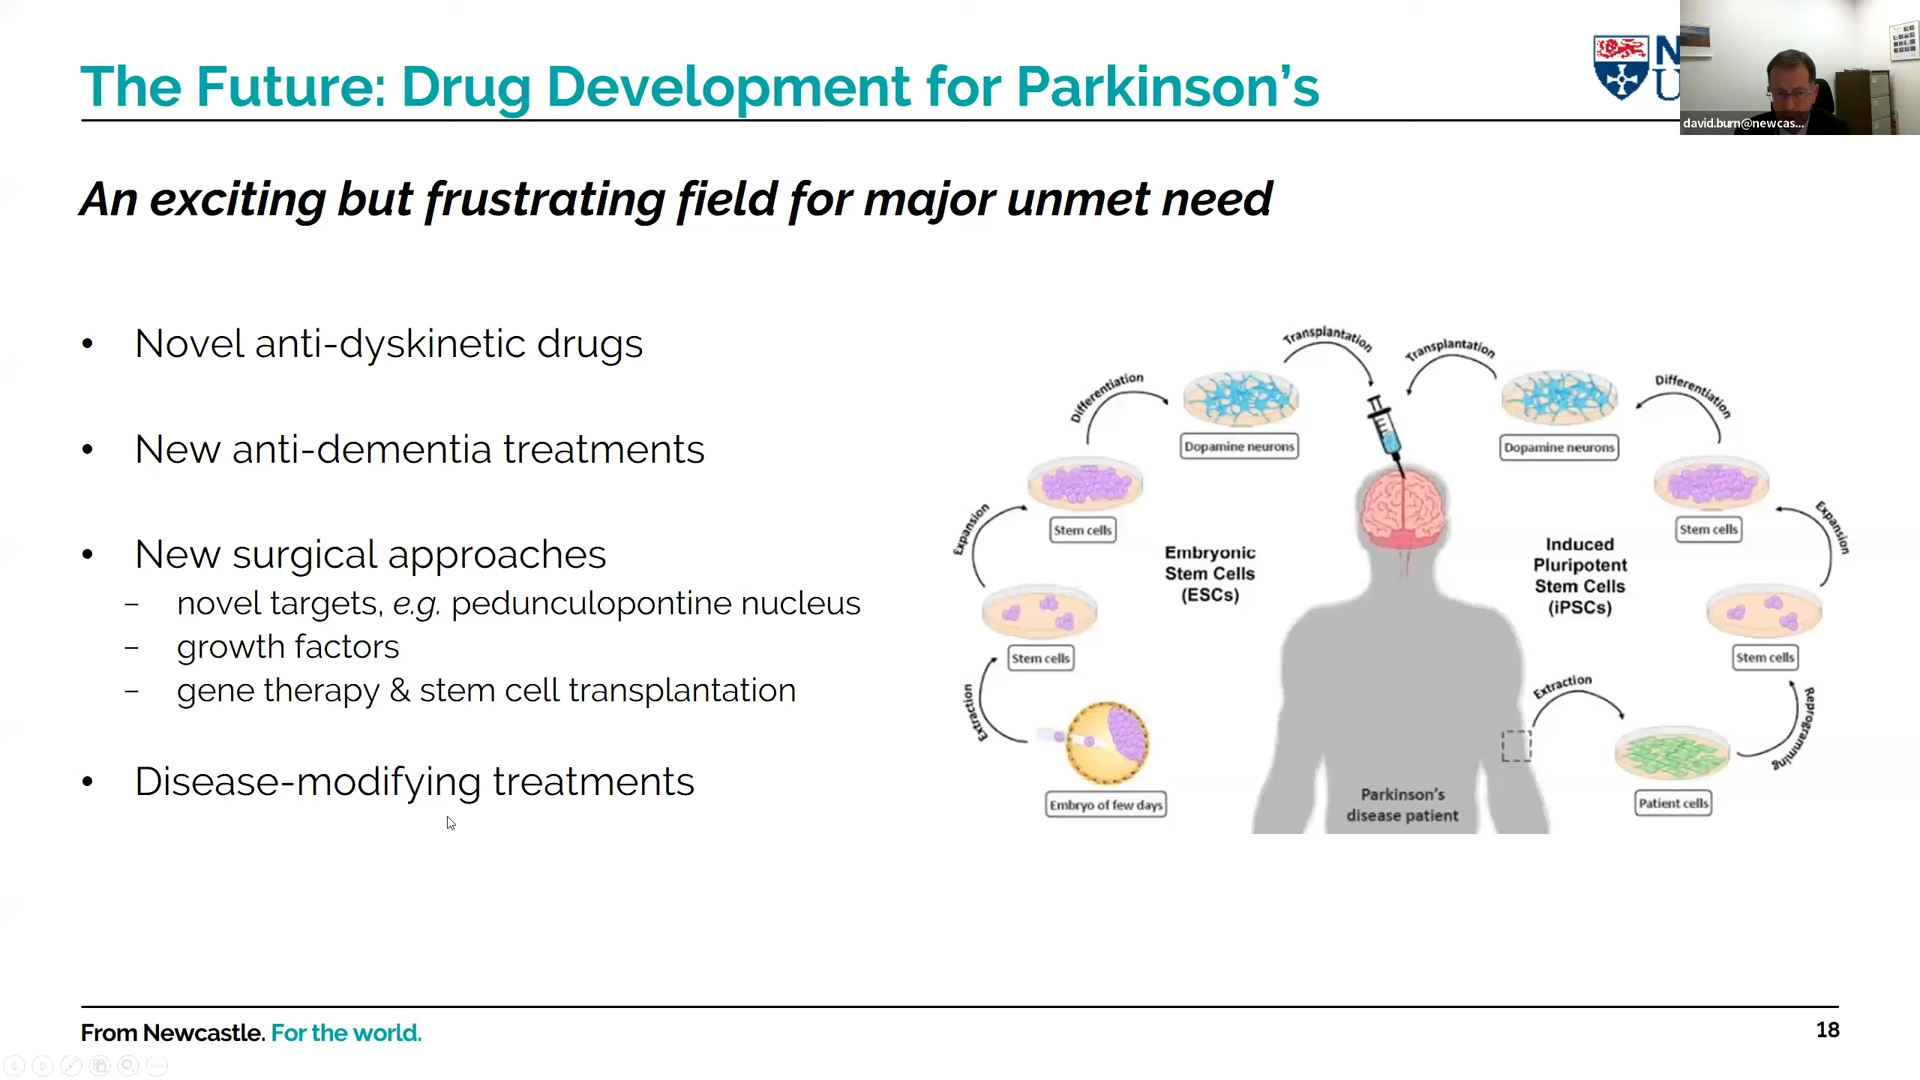 The Future: Drug Development for Parkinson's
N
U
david.burn@newcas...
An exciting but frustrating field for major unmet need
• Novel anti-dyskinetic drugs
• New anti-dementia treatments
• New surgical approaches
– novel targets, e.g. pedunculopontine nucleus
– growth factors
– gene therapy & stem cell transplantation
• Disease-modifying treatments
Transplantation
Transplantation
Differentiation
Differentiation
Dopamine neurons
Dopamine neurons
Expansion
Expansion
Stem cells
Stem cells
Embryonic
Stem Cells
(ESCs)
Induced
Pluripotent
Stem Cells
(iPSCs)
Stem cells
Stem cells
Extraction
Extraction
Reprogramming
Embryo of few days
Parkinson's
disease patient
Patient cells
From Newcastle. For the world.
18